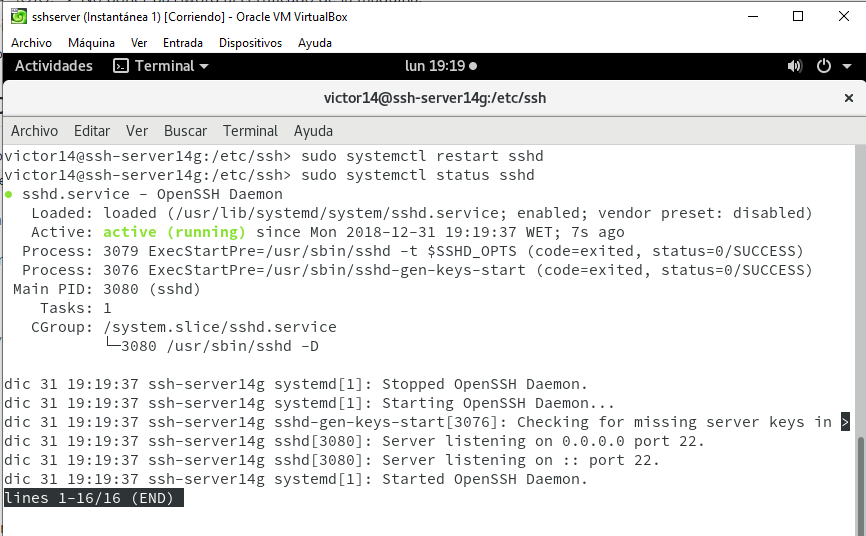 sshserver (Instantánea 1) [Corriendo] - Oracle VM VirtualBox
Archivo Máquina Ver Entrada Dispositivos Ayuda
Actividades Terminal lun 19:19
victor14@ssh-server14g:/etc/ssh
Archivo Editar Ver Buscar Terminal Ayuda
victor14@ssh-server14g:/etc/ssh> sudo systemctl restart sshd
victor14@ssh-server14g:/etc/ssh> sudo systemctl status sshd
● sshd.service - OpenSSH Daemon
Loaded: loaded (/usr/lib/systemd/system/sshd.service; enabled; vendor preset: disabled)
Active: active (running) since Mon 2018-12-31 19:19:37 WET; 7s ago
Process: 3079 ExecStartPre=/usr/sbin/sshd -t $SSHD_OPTS (code=exited, status=0/SUCCESS)
Process: 3076 ExecStartPre=/usr/sbin/sshd-gen-keys-start (code=exited, status=0/SUCCESS)
Main PID: 3080 (sshd)
Tasks: 1
CGroup: /system.slice/sshd.service
└─3080 /usr/sbin/sshd -D
dic 31 19:19:37 ssh-server14g systemd[1]: Stopped OpenSSH Daemon.
dic 31 19:19:37 ssh-server14g systemd[1]: Starting OpenSSH Daemon...
dic 31 19:19:37 ssh-server14g sshd-gen-keys-start[3076]: Checking for missing server keys in >
dic 31 19:19:37 ssh-server14g sshd[3080]: Server listening on 0.0.0.0 port 22.
dic 31 19:19:37 ssh-server14g sshd[3080]: Server listening on :: port 22.
dic 31 19:19:37 ssh-server14g systemd[1]: Started OpenSSH Daemon.
lines 1-16/16 (END)